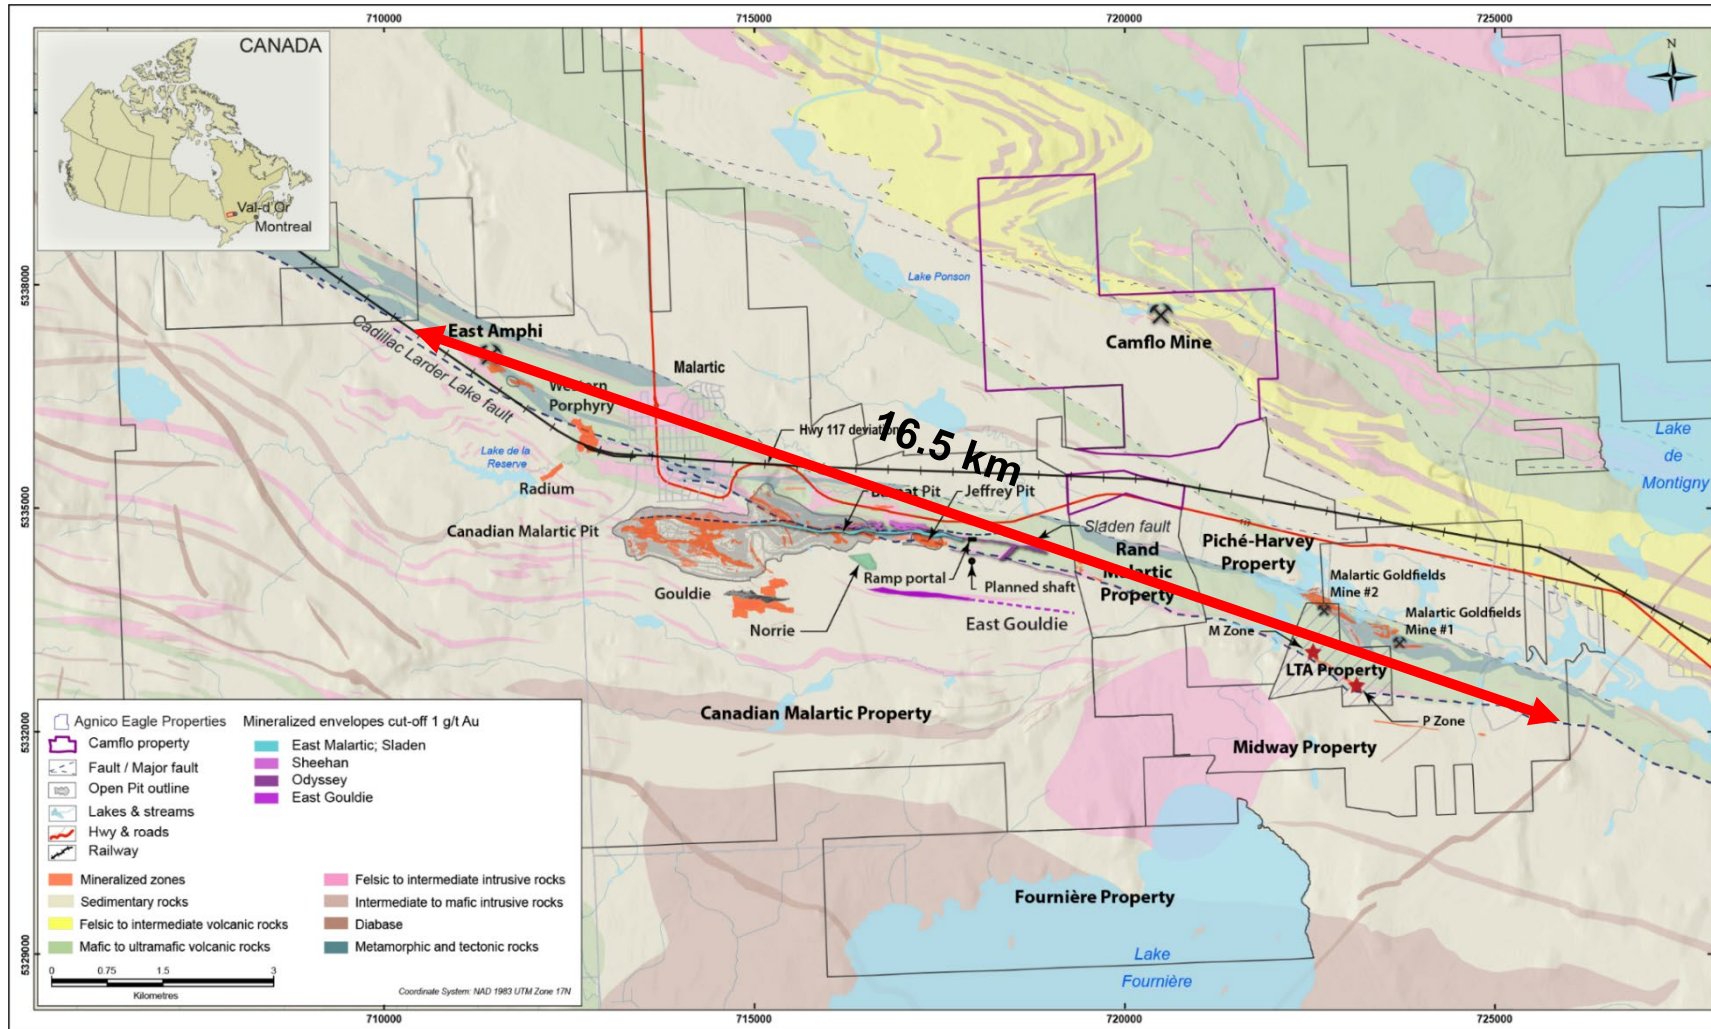 710000
715000
720000
725000
CANADA
Val-d'Or
Montreal
N
5338000
5335000
5332000
5329000
Lake Ponson
East Amphi
Cadillac Larder Lake fault
Western
Porphyry
Malartic
Camflo Mine
Lake
de
Montigny
16.5 km
Hwy 117 deviation
Lake de la
Reserve
Radium
Canadian Malartic Pit
Barnat Pit
Jeffrey Pit
Sladen fault
Rand
Malartic
Property
Piché-Harvey
Property
Ramp portal
Planned shaft
Malartic Goldfields
Mine #2
Malartic Goldfields
Mine #1
Gouldie
Norrie
East Gouldie
M Zone
LTA Property
P Zone
Canadian Malartic Property
Midway Property
Fournière Property
Lake
Fournière
Agnico Eagle Properties
Camflo property
Fault / Major fault
Open Pit outline
Lakes & streams
Hwy & roads
Railway
Mineralized envelopes cut-off 1 g/t Au
East Malartic; Sladen
Sheehan
Odyssey
East Gouldie
Mineralized zones
Sedimentary rocks
Felsic to intermediate volcanic rocks
Mafic to ultramafic volcanic rocks
Felsic to intermediate intrusive rocks
Intermediate to mafic intrusive rocks
Diabase
Metamorphic and tectonic rocks
0 0.75 1.5 3
Kilometres
Coordinate System: NAD 1983 UTM Zone 17N
710000
715000
720000
725000